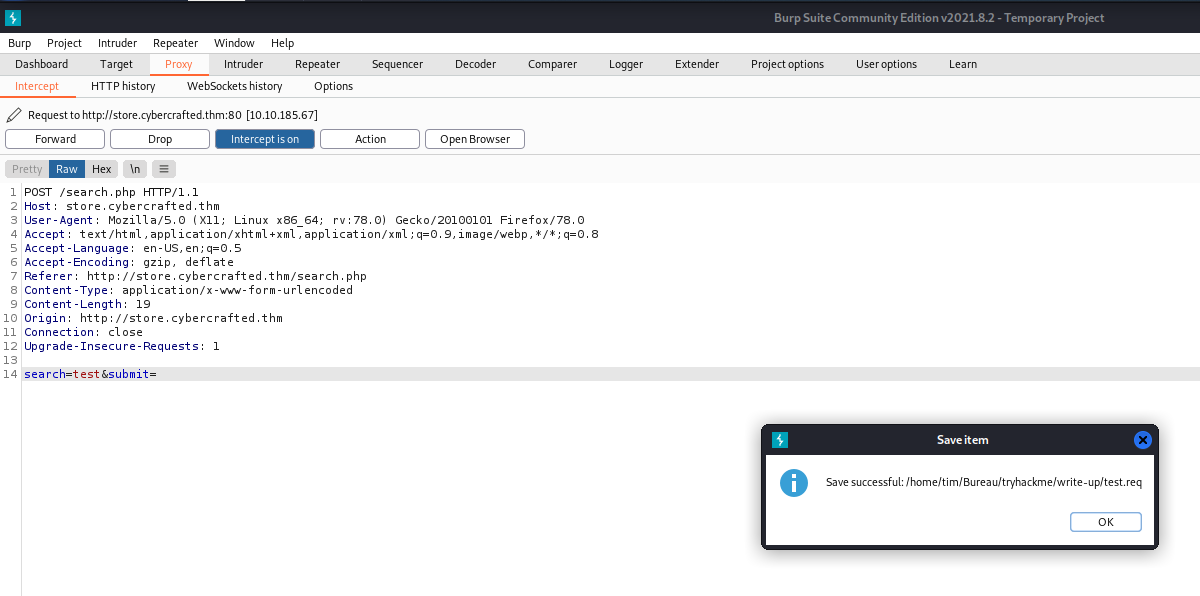 Burp Suite Community Edition v2021.8.2 - Temporary Project
Burp Project Intruder Repeater Window Help
Dashboard Target Proxy Intruder Repeater Sequencer Decoder Comparer Logger Extender Project options User options Learn
Intercept HTTP history WebSockets history Options
Request to http://store.cybercrafted.thm:80 [10.10.185.67]
Forward Drop Intercept is on Action Open Browser
Pretty Raw Hex \n
1 POST /search.php HTTP/1.1
2 Host: store.cybercrafted.thm
3 User-Agent: Mozilla/5.0 (X11; Linux x86_64; rv:78.0) Gecko/20100101 Firefox/78.0
4 Accept: text/html,application/xhtml+xml,application/xml;q=0.9,image/webp,*/*;q=0.8
5 Accept-Language: en-US,en;q=0.5
6 Accept-Encoding: gzip, deflate
7 Referer: http://store.cybercrafted.thm/search.php
8 Content-Type: application/x-www-form-urlencoded
9 Content-Length: 19
10 Origin: http://store.cybercrafted.thm
11 Connection: close
12 Upgrade-Insecure-Requests: 1
13
14 search=test&submit=
Save item
Save successful: /home/tim/Bureau/tryhackme/write-up/test.req
OK